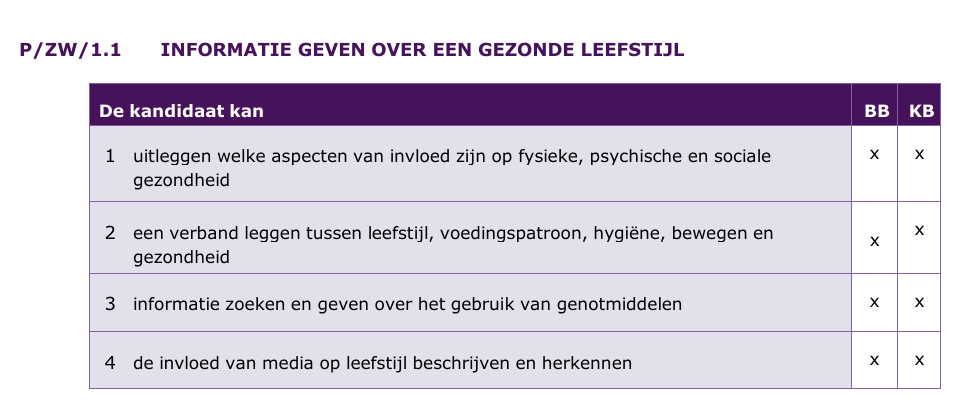 P/ZW/1.1 INFORMATIE GEVEN OVER EEN GEZONDE LEEFSTIJL
De kandidaat kan BB KB
1 uitleggen welke aspecten van invloed zijn op fysieke, psychische en sociale x x
gezondheid
2 een verband leggen tussen leefstijl, voedingspatroon, hygiëne, bewegen en x x
gezondheid
3 informatie zoeken en geven over het gebruik van genotmiddelen x x
4 de invloed van media op leefstijl beschrijven en herkennen x x